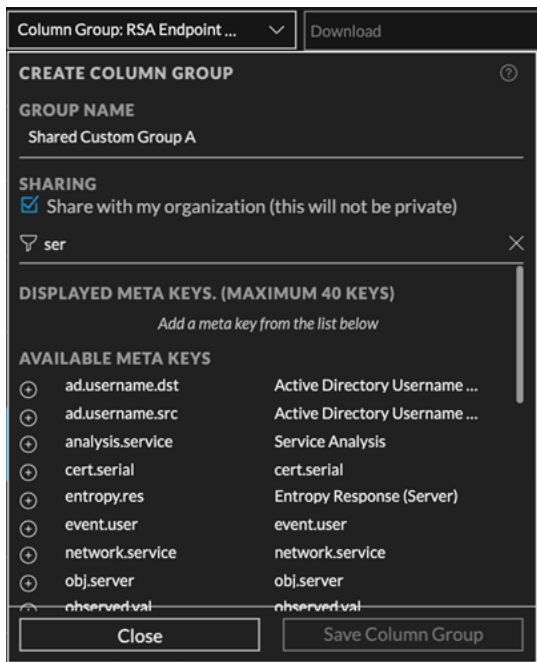 Column Group: RSA Endpoint ... Download
CREATE COLUMN GROUP
GROUP NAME
Shared Custom Group A
SHARING
Share with my organization (this will not be private)
ser
DISPLAYED META KEYS. (MAXIMUM 40 KEYS)
Add a meta key from the list below
AVAILABLE META KEYS
ad.username.dst Active Directory Username ...
ad.username.src Active Directory Username ...
analysis.service Service Analysis
cert.serial cert.serial
entropy.res Entropy Response (Server)
event.user event.user
network.service network.service
obj.server obj.server
observed.val observed.val
Close Save Column Group